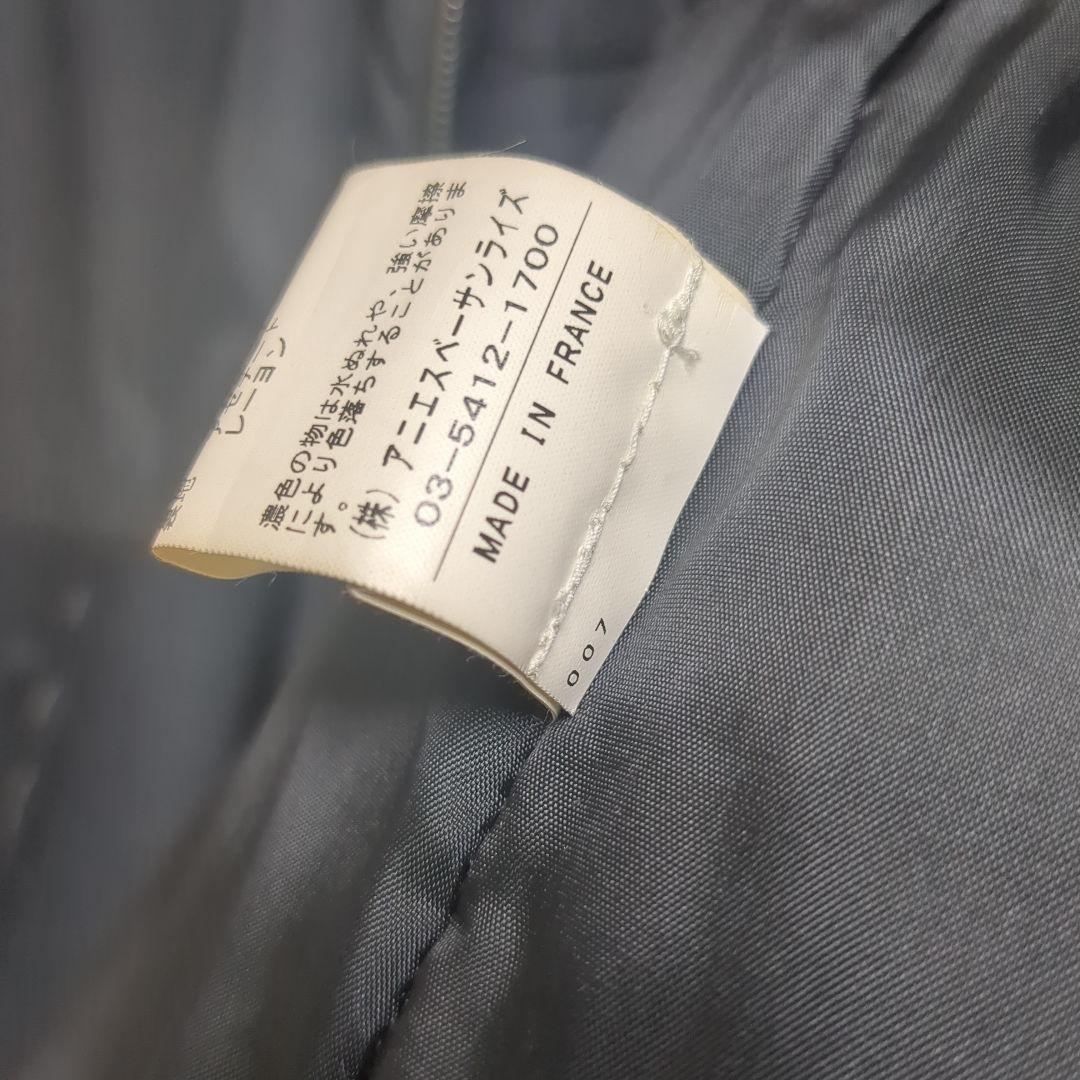 濃色の物は水ぬれや、強い摩擦
により色落ちすることがありま
す。
(株)アニエスベーサンライズ
03-5412-1700
MADE IN FRANCE
007